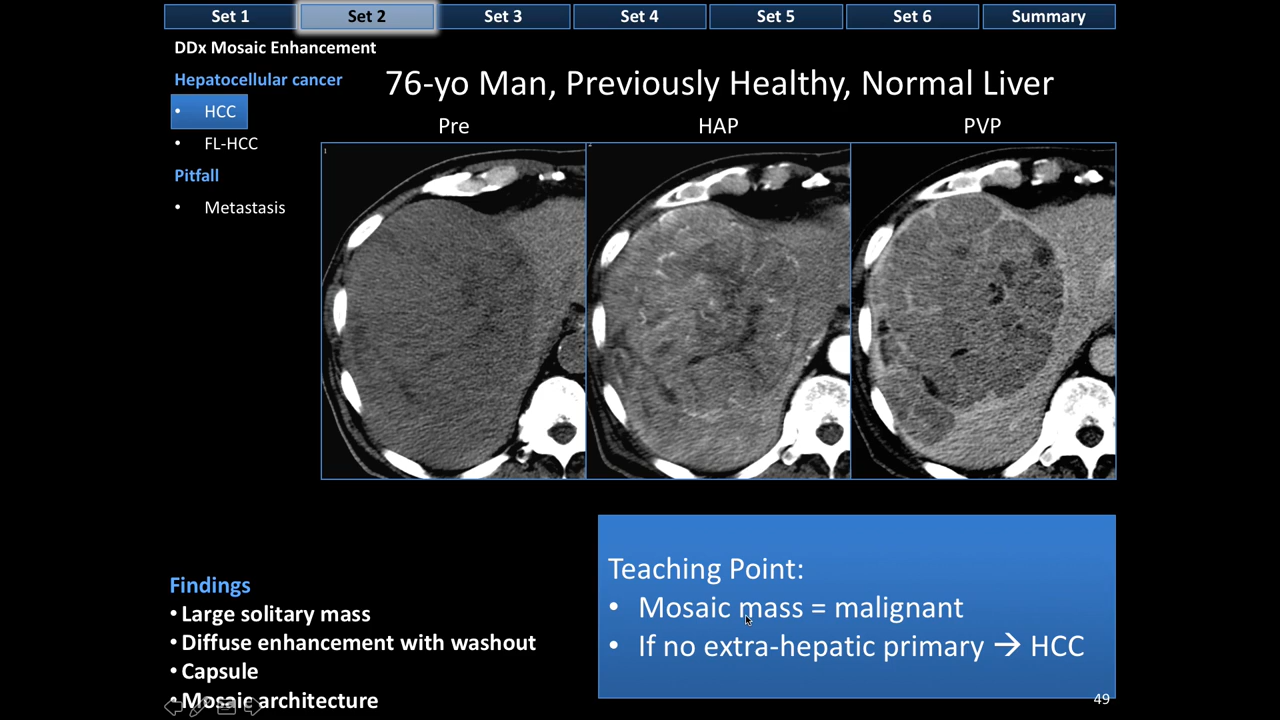 Set 1
Set 2
Set 3
Set 4
Set 5
Set 6
Summary
DDx Mosaic Enhancement
Hepatocellular cancer
• HCC
• FL-HCC
Pitfall
• Metastasis
76-yo Man, Previously Healthy, Normal Liver
Pre
HAP
PVP
Findings
• Large solitary mass
• Diffuse enhancement with washout
• Capsule
• Mosaic architecture
Teaching Point:
• Mosaic mass = malignant
• If no extra-hepatic primary → HCC
49